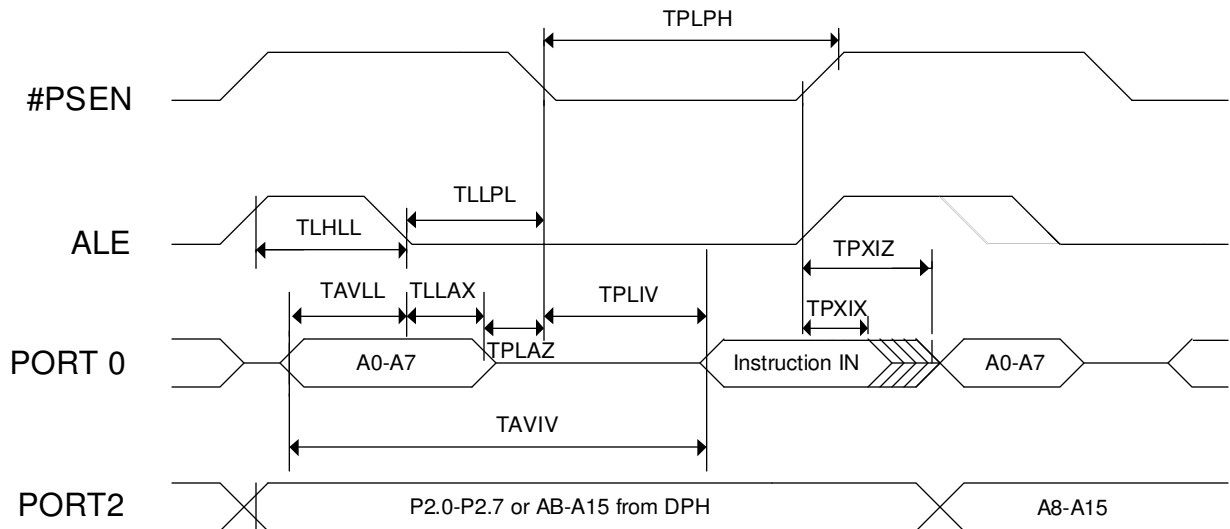 TPLPH
#PSEN
TLLPL
TLHLL
ALE
TPXIZ
TAVLL TLLAX TPLIV
TPXIX
TPLAZ
PORT 0 A0-A7 Instruction IN A0-A7
TAVIV
PORT2 P2.0-P2.7 or AB-A15 from DPH A8-A15